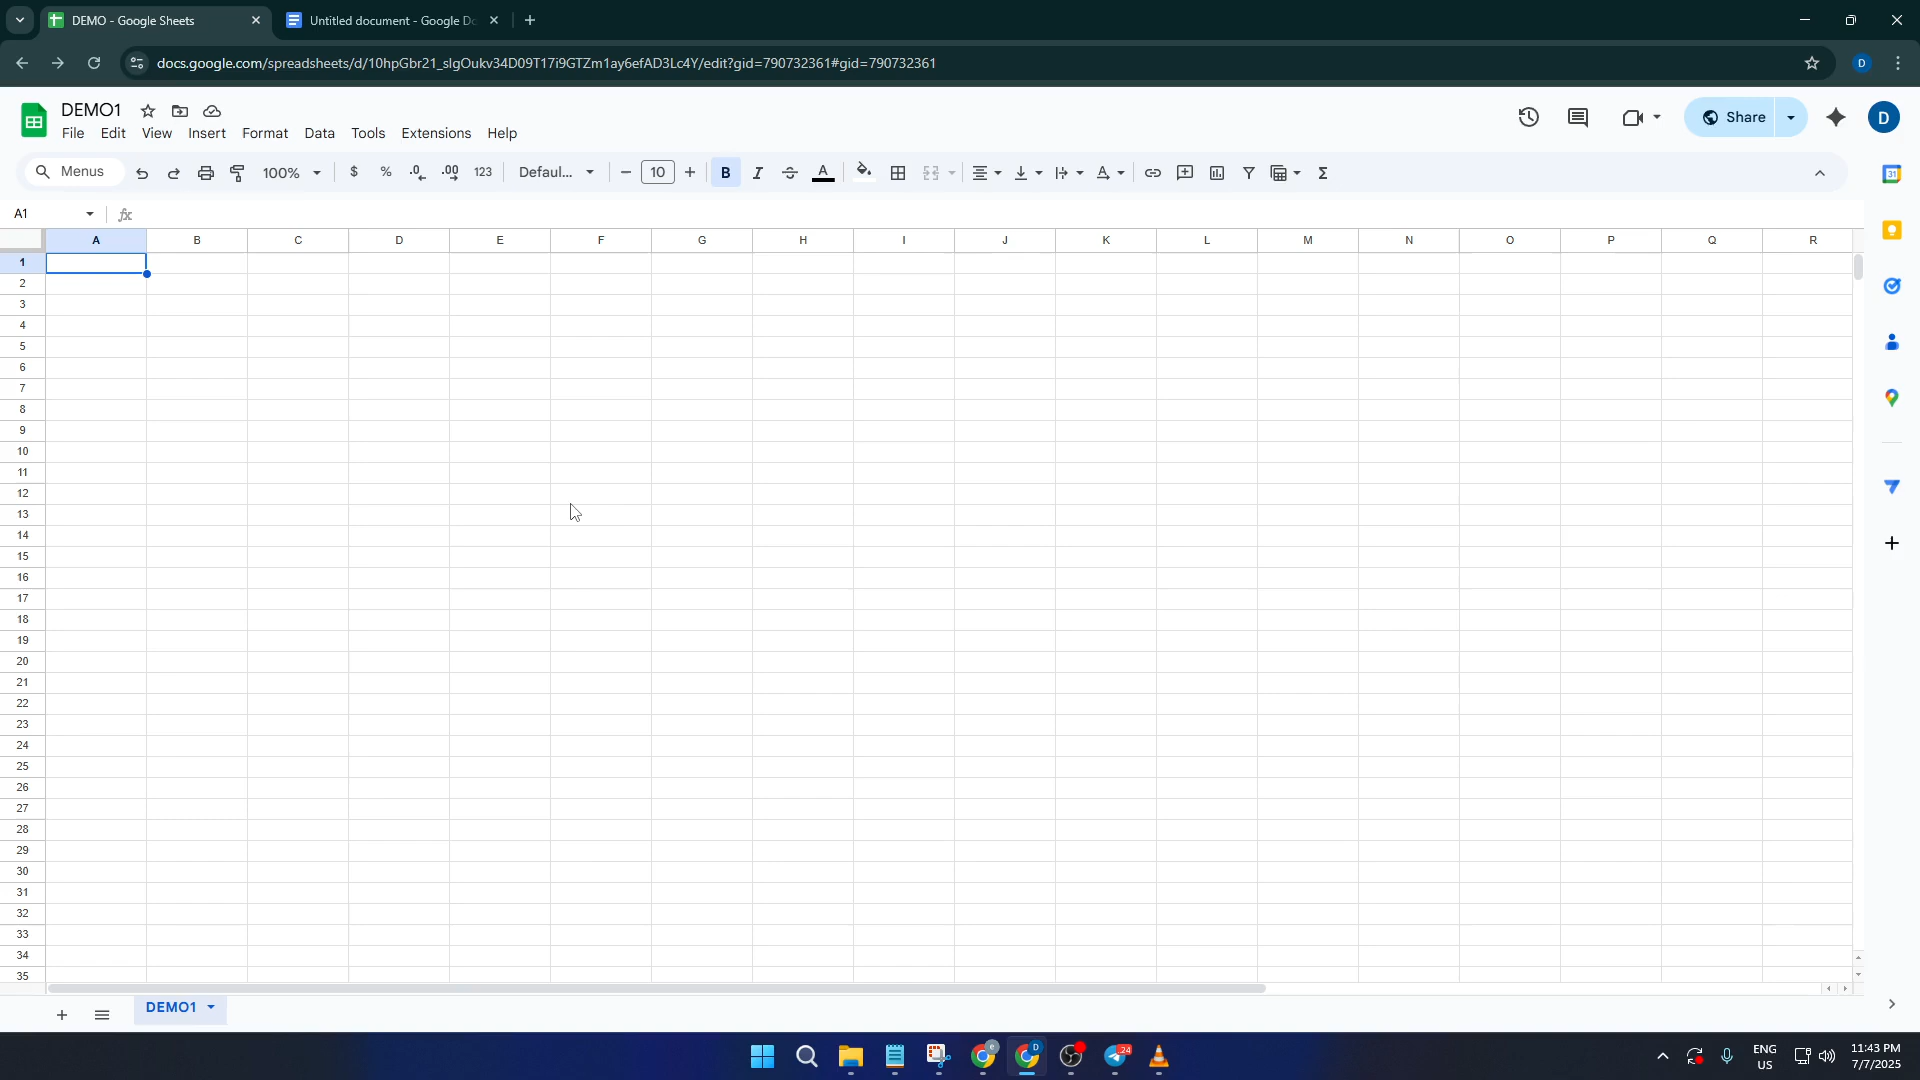 DEMO - Google Sheets
Untitled document - Google Do
docs.google.com/spreadsheets/d/10hpGbr21_slgOukv34D09T17i9GTZm1ay6efAD3Lc4Y/edit?gid=790732361#gid=790732361
D
DEMO1
File Edit View Insert Format Data Tools Extensions Help
Share
D
Menus
100%
$ % .0 .00 123
Defaul...
10
B I A
31
A1
fx
A B C D E F G H I J K L M N O P Q R
1
2
3
4
5
6
7
8
9
10
11
12
13
14
15
16
17
18
19
20
21
22
23
24
25
26
27
28
29
30
31
32
33
34
35
DEMO1
e
D
24
ENG
US
11:43 PM
7/7/2025